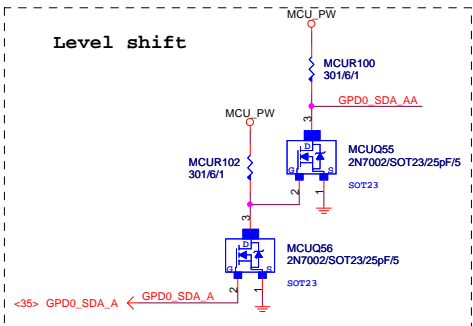 MCU_PW
Level shift
MCUR100
301/6/1
GPD0_SDA_AA
MCU_PW
3
D
MCUQ55
2N7002/SOT23/25pF/5
MCUR102
301/6/1
G
S
2
1
SOT23
3
D
MCUQ56
2N7002/SOT23/25pF/5
G
S
2
1
SOT23
<35> GPD0_SDA_A
GPD0_SDA_A